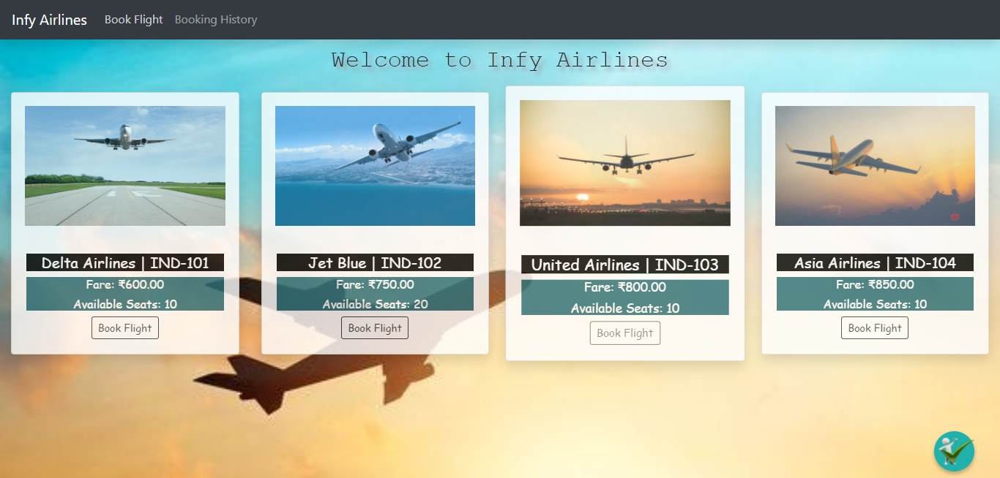 Infy Airlines Book Flight Booking History
Welcome to Infy Airlines
Delta Airlines | IND-101
Fare: ₹600.00
Available Seats: 10
Book Flight
Jet Blue | IND-102
Fare: ₹750.00
Available Seats: 20
Book Flight
United Airlines | IND-103
Fare: ₹800.00
Available Seats: 10
Book Flight
Asia Airlines | IND-104
Fare: ₹850.00
Available Seats: 10
Book Flight